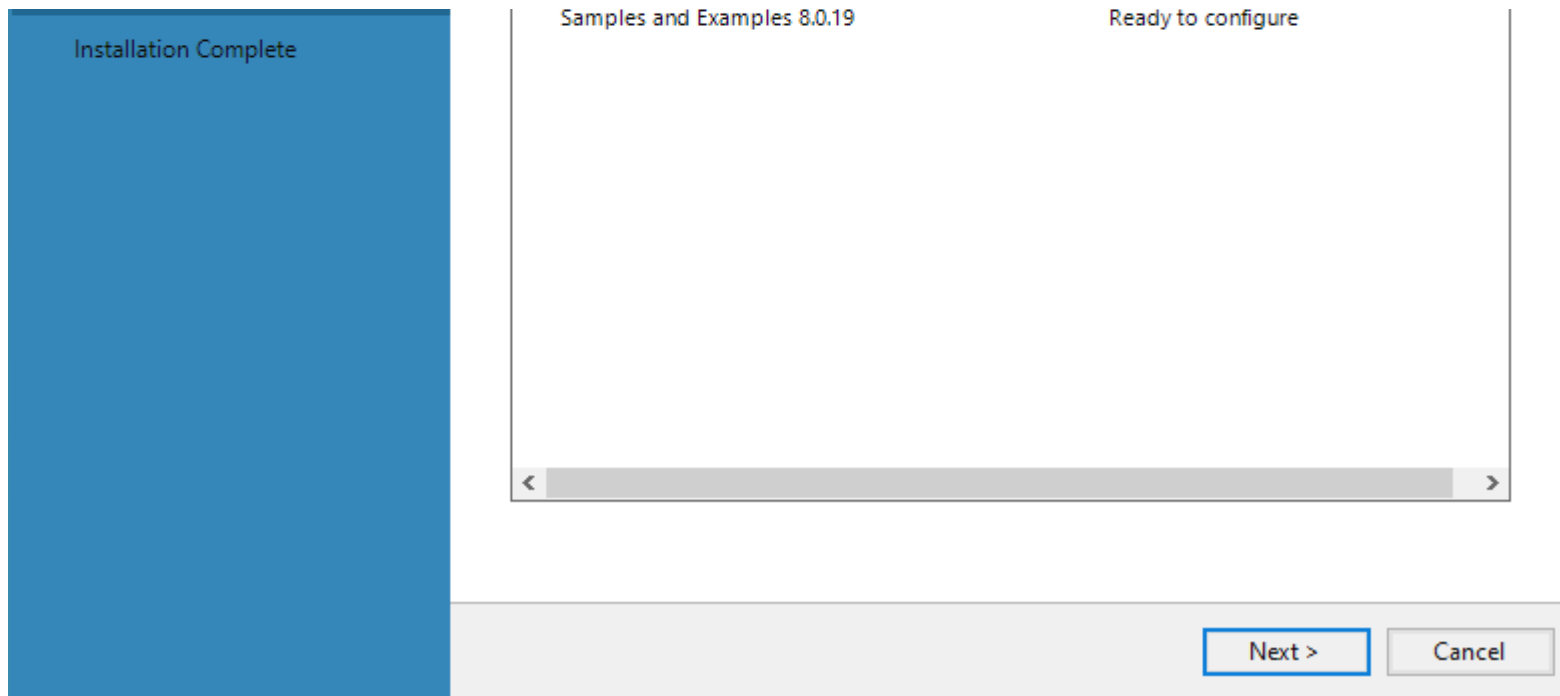 Samples and Examples 8.0.19 Ready to configure
Installation Complete
Next > Cancel